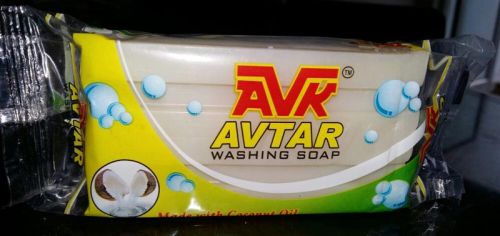 AVK TM
AVTAR
WASHING SOAP
Made with Coconut Oil
AVTAR